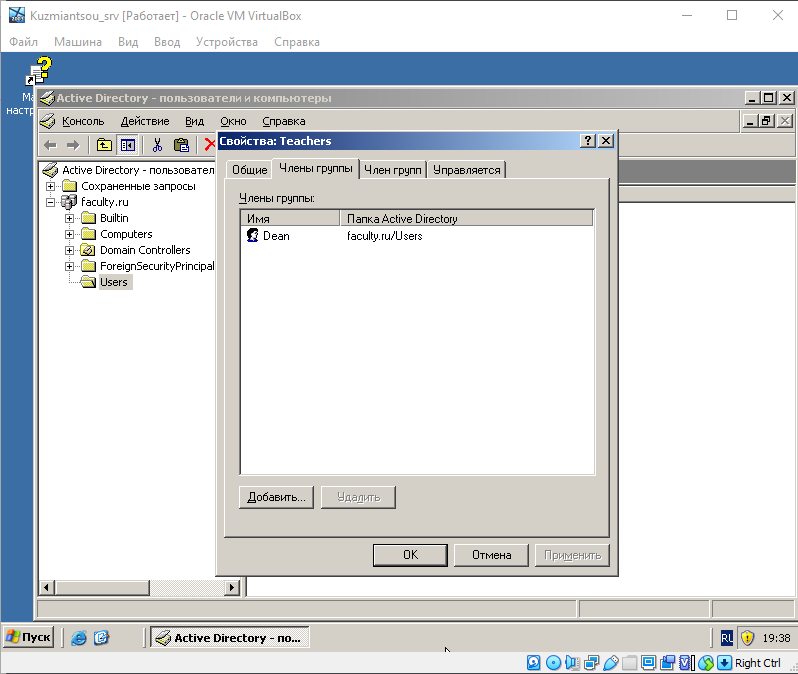 Kuzmiantsou_srv [Работает] - Oracle VM VirtualBox
Файл Машина Вид Ввод Устройства Справка
Active Directory - пользователи и компьютеры
Консоль Действие Вид Окно Справка
Свойства: Teachers
Общие Члены группы Член групп Управляется
Active Directory - пользовател
Сохраненные запросы
faculty.ru
Builtin
Computers
Domain Controllers
ForeignSecurityPrincipal
Users
Члены группы:
Имя Папка Active Directory
Dean faculty.ru/Users
Добавить... Удалить
OK Отмена Применить
Пуск Active Directory - по... RU 19:38
Right Ctrl